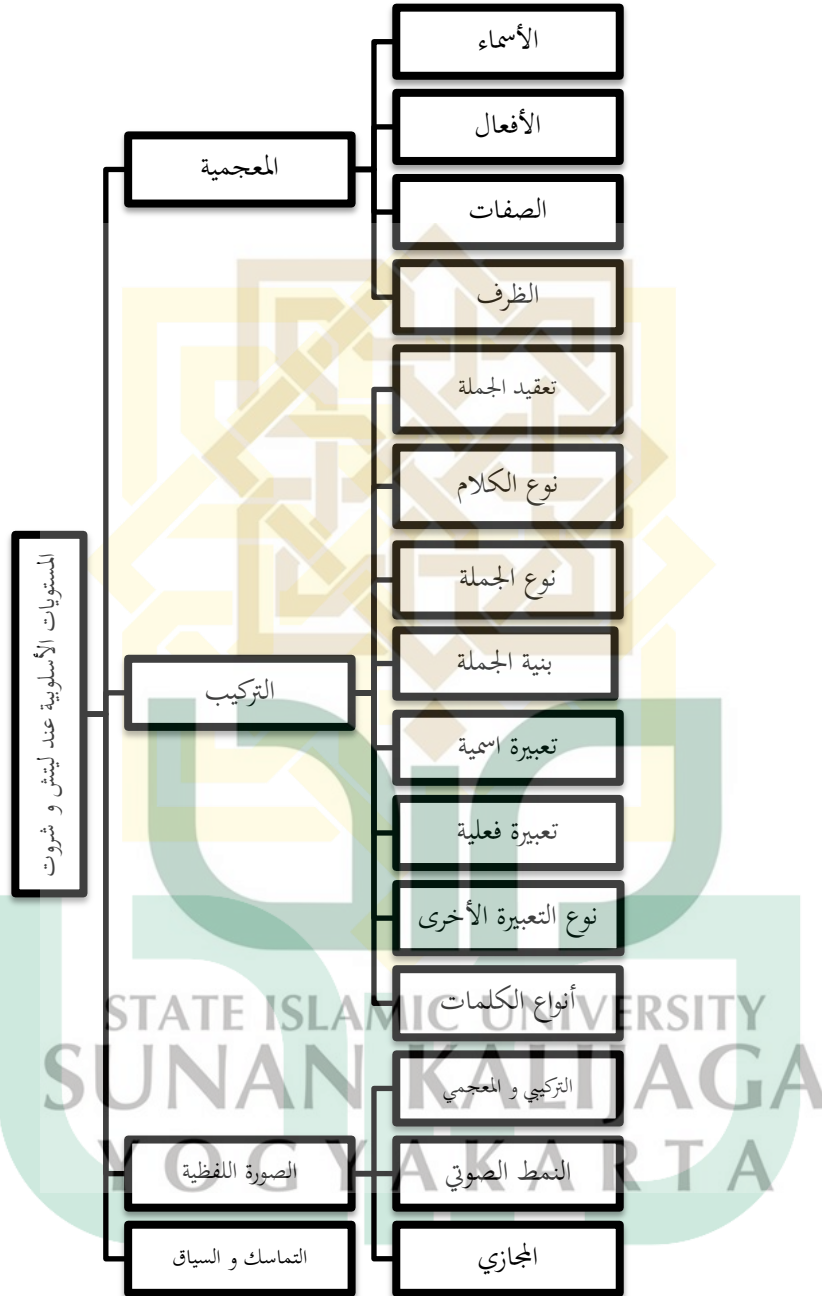 المستويات الأسلوبية عند ليتش و شروت
المعجمية
الأسماء
الأفعال
الصفات
الظرف
التركيب
تعقيد الجملة
نوع الكلام
نوع الجملة
بنية الجملة
تعبيرة اسمية
تعبيرة فعلية
نوع التعبيرة الأخرى
أنواع الكلمات
الصورة اللفظية
التركيبي و المعجمي
النمط الصوتي
المجازي
التماسك و السياق
STATE ISLAMIC UNIVERSITY
SUNAN KALIJAGA
YOGYAKARTA